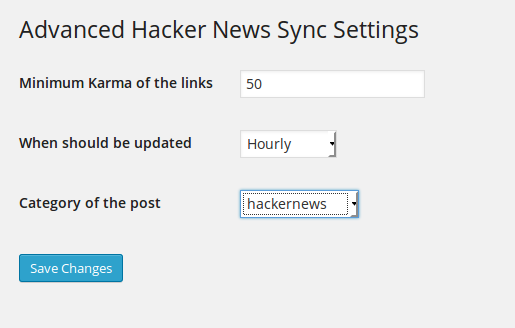 Advanced Hacker News Sync Settings
Minimum Karma of the links 50
When should be updated Hourly
Category of the post hackernews
Save Changes